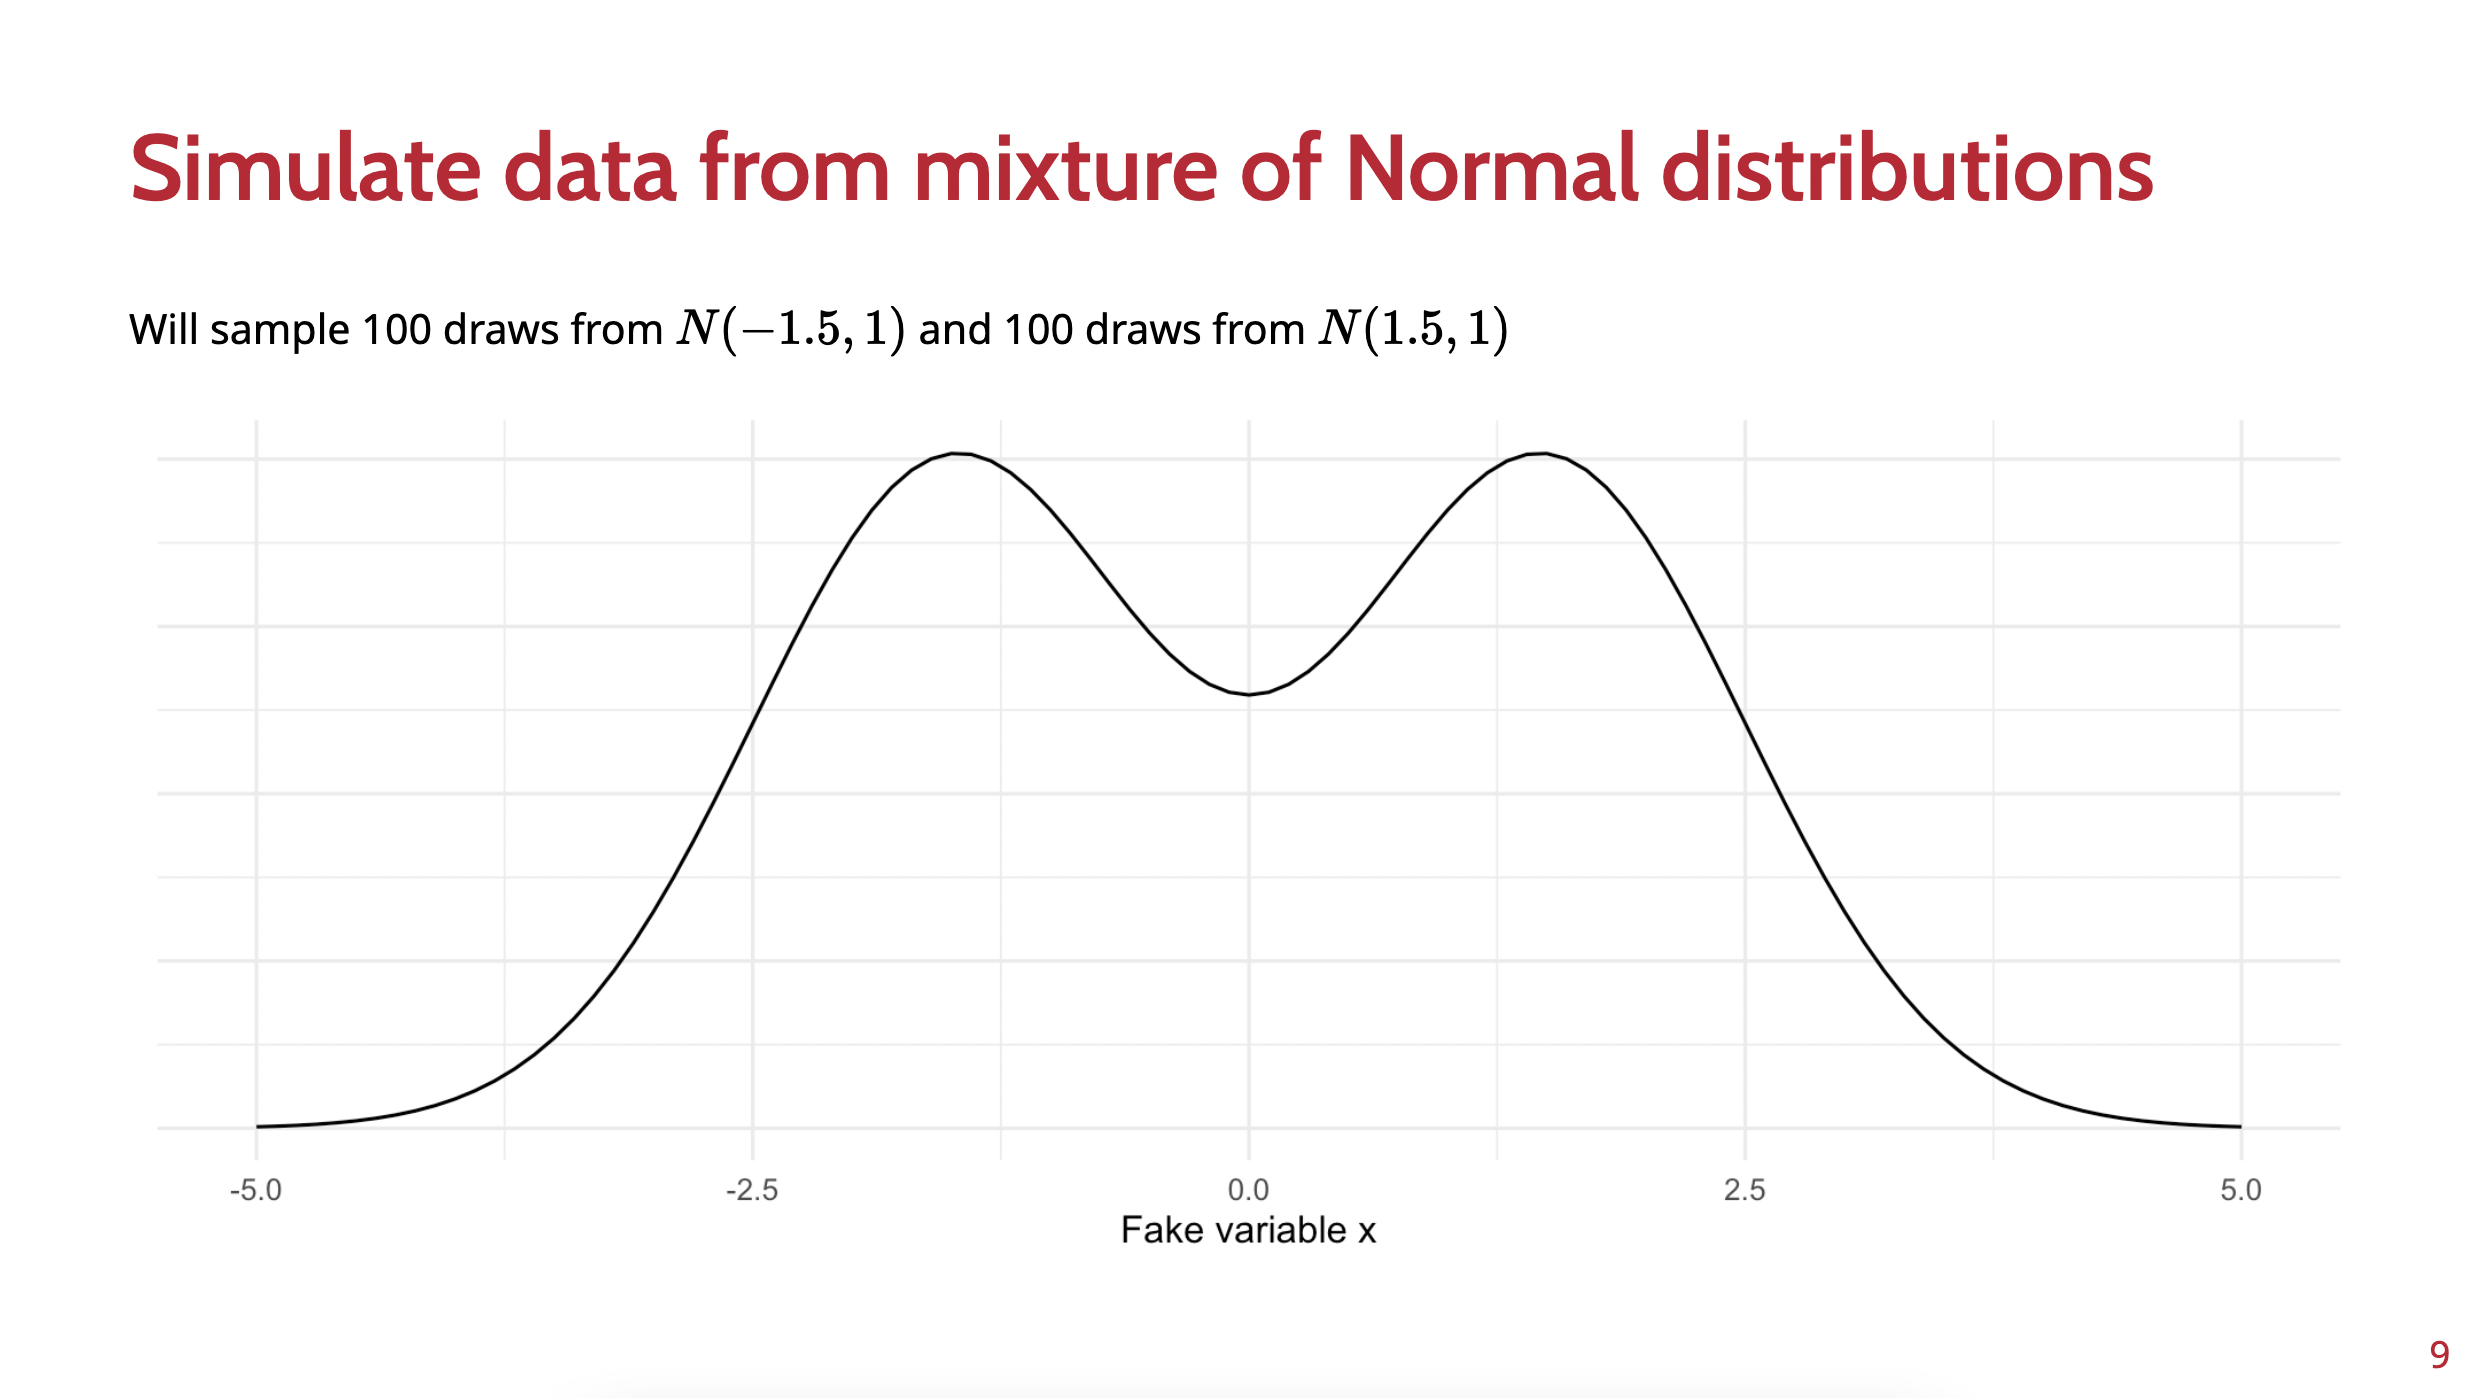 Simulate data from mixture of Normal distributions
Will sample 100 draws from N(−1.5, 1) and 100 draws from N(1.5, 1)
-5.0 -2.5 0.0 2.5 5.0
Fake variable x
9